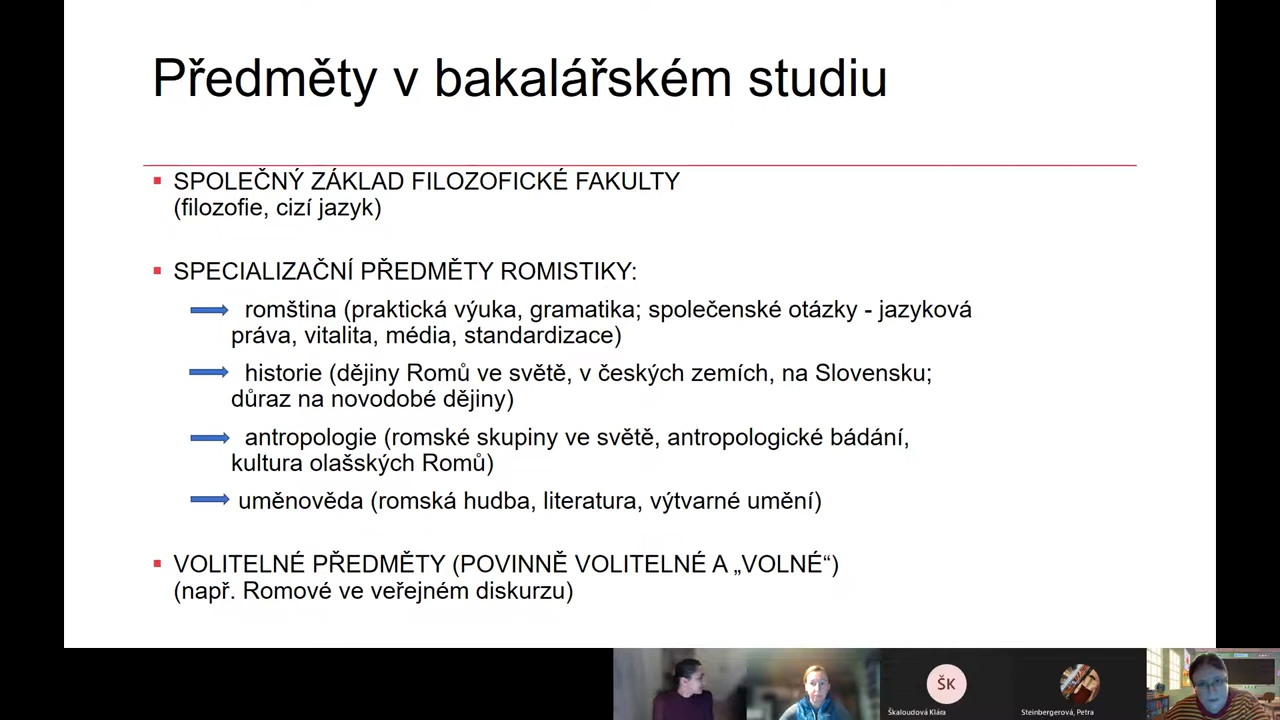 Předměty v bakalářském studiu
SPOLEČNÝ ZÁKLAD FILOZOFICKÉ FAKULTY
(filozofie, cizí jazyk)
SPECIALIZAČNÍ PŘEDMĚTY ROMISTIKY:
romština (praktická výuka, gramatika; společenské otázky - jazyková
práva, vitalita, média, standardizace)
historie (dějiny Romů ve světě, v českých zemích, na Slovensku;
důraz na novodobé dějiny)
antropologie (romské skupiny ve světě, antropologické bádání,
kultura olašských Romů)
uměnověda (romská hudba, literatura, výtvarné umění)
VOLITELNÉ PŘEDMĚTY (POVINNĚ VOLITELNÉ A „VOLNÉ“)
(např. Romové ve veřejném diskurzu)
ŠK
Škaloudová Klára
Steinbergerová, Petra